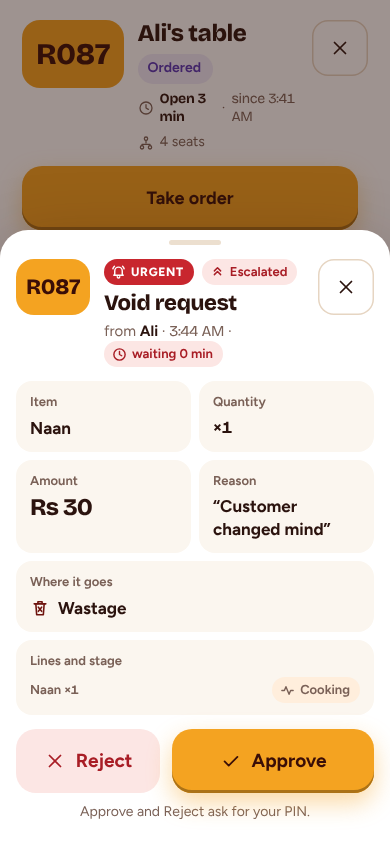 R087
Ali's table
Ordered
Open 3 min · since 3:41 AM
4 seats
Take order
R087
URGENT
Escalated
Void request
from Ali · 3:44 AM ·
waiting 0 min
Item
Naan
Quantity
×1
Amount
Rs 30
Reason
“Customer
changed mind”
Where it goes
Wastage
Lines and stage
Naan ×1
Cooking
Reject
Approve
Approve and Reject ask for your PIN.